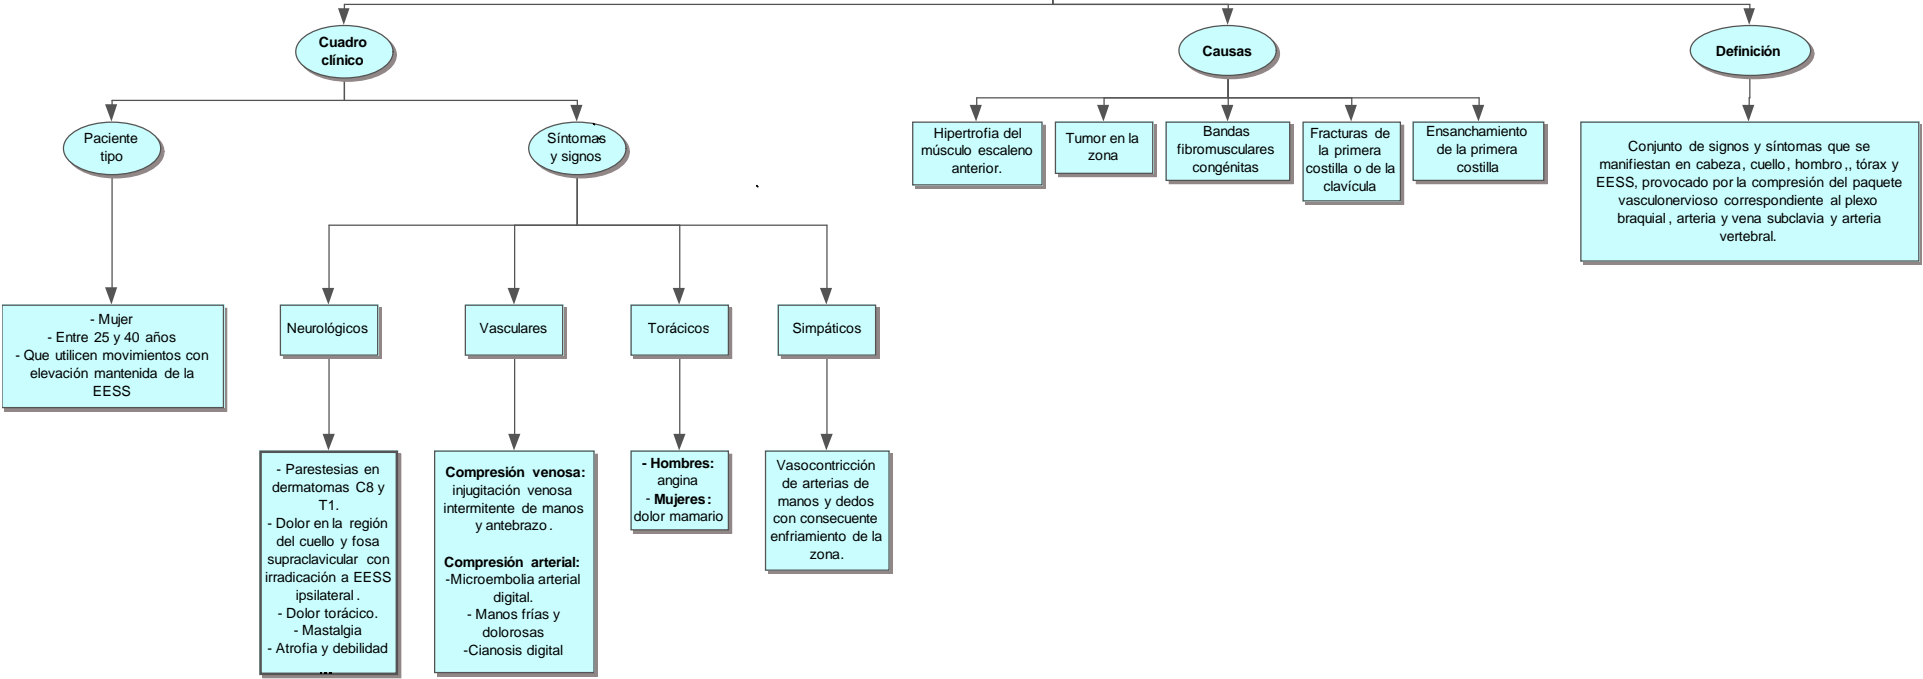 Cuadro
clínico
Causas
Definición
Paciente
tipo
Síntomas
y signos
Hipertrofia del
músculo escaleno
anterior.
Tumor en la
zona
Bandas
fibromusculares
congénitas
Fracturas de
la primera
costilla o de la
clavícula
Ensanchamiento
de la primera
costilla
Conjunto de signos y síntomas que se
manifiestan en cabeza, cuello, hombro,, tórax y
EESS, provocado por la compresión del paquete
vasculonervioso correspondiente al plexo
braquial, arteria y vena subclavia y arteria
vertebral.
- Mujer
- Entre 25 y 40 años
- Que utilicen movimientos con
elevación mantenida de la
EESS
Neurológicos
Vasculares
Torácicos
Simpáticos
- Parestesias en
dermatomas C8 y
T1.
- Dolor en la región
del cuello y fosa
supraclavicular con
irradicación a EESS
ipsilateral.
- Dolor torácico.
- Mastalgia
- Atrofia y debilidad
...
Compresión venosa:
injugitación venosa
intermitente de manos
y antebrazo.
Compresión arterial:
-Microembolia arterial
digital.
- Manos frías y
dolorosas
-Cianosis digital
- Hombres:
angina
- Mujeres:
dolor mamario
Vasocontricción
de arterias de
manos y dedos
con consecuente
enfriamiento de la
zona.